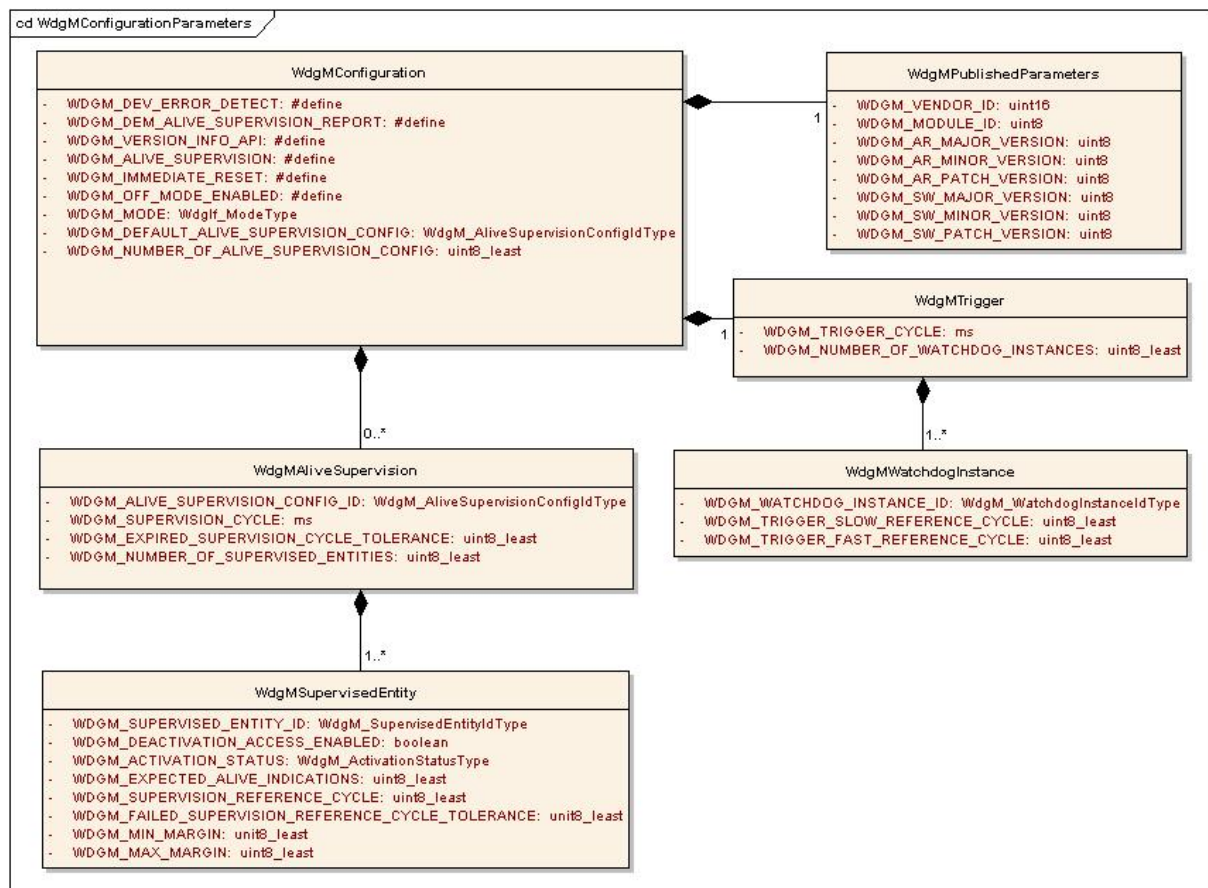 cd WdgMConfigurationParameters
WdgMConfiguration
- WDGM_DEV_ERROR_DETECT: #define
- WDGM_DEM_ALIVE_SUPERVISION_REPORT: #define
- WDGM_VERSION_INFO_API: #define
- WDGM_ALIVE_SUPERVISION: #define
- WDGM_IMMEDIATE_RESET: #define
- WDGM_OFF_MODE_ENABLED: #define
- WDGM_MODE: WdgIf_ModeType
- WDGM_DEFAULT_ALIVE_SUPERVISION_CONFIG: WdgM_AliveSupervisionConfigIdType
- WDGM_NUMBER_OF_ALIVE_SUPERVISION_CONFIG: uint8_least
1
WdgMPublishedParameters
- WDGM_VENDOR_ID: uint16
- WDGM_MODULE_ID: uint8
- WDGM_AR_MAJOR_VERSION: uint8
- WDGM_AR_MINOR_VERSION: uint8
- WDGM_AR_PATCH_VERSION: uint8
- WDGM_SW_MAJOR_VERSION: uint8
- WDGM_SW_MINOR_VERSION: uint8
- WDGM_SW_PATCH_VERSION: uint8
1
WdgMTrigger
- WDGM_TRIGGER_CYCLE: ms
- WDGM_NUMBER_OF_WATCHDOG_INSTANCES: uint8_least
0..*
1..*
WdgMAliveSupervision
- WDGM_ALIVE_SUPERVISION_CONFIG_ID: WdgM_AliveSupervisionConfigIdType
- WDGM_SUPERVISION_CYCLE: ms
- WDGM_EXPIRED_SUPERVISION_CYCLE_TOLERANCE: uint8_least
- WDGM_NUMBER_OF_SUPERVISED_ENTITIES: uint8_least
WdgMWatchdogInstance
- WDGM_WATCHDOG_INSTANCE_ID: WdgM_WatchdogInstanceIdType
- WDGM_TRIGGER_SLOW_REFERENCE_CYCLE: uint8_least
- WDGM_TRIGGER_FAST_REFERENCE_CYCLE: uint8_least
1..*
WdgMSupervisedEntity
- WDGM_SUPERVISED_ENTITY_ID: WdgM_SupervisedEntityIdType
- WDGM_DEACTIVATION_ACCESS_ENABLED: boolean
- WDGM_ACTIVATION_STATUS: WdgM_ActivationStatusType
- WDGM_EXPECTED_ALIVE_INDICATIONS: uint8_least
- WDGM_SUPERVISION_REFERENCE_CYCLE: uint8_least
- WDGM_FAILED_SUPERVISION_REFERENCE_CYCLE_TOLERANCE: unit8_least
- WDGM_MIN_MARGIN: unit8_least
- WDGM_MAX_MARGIN: uint8_least